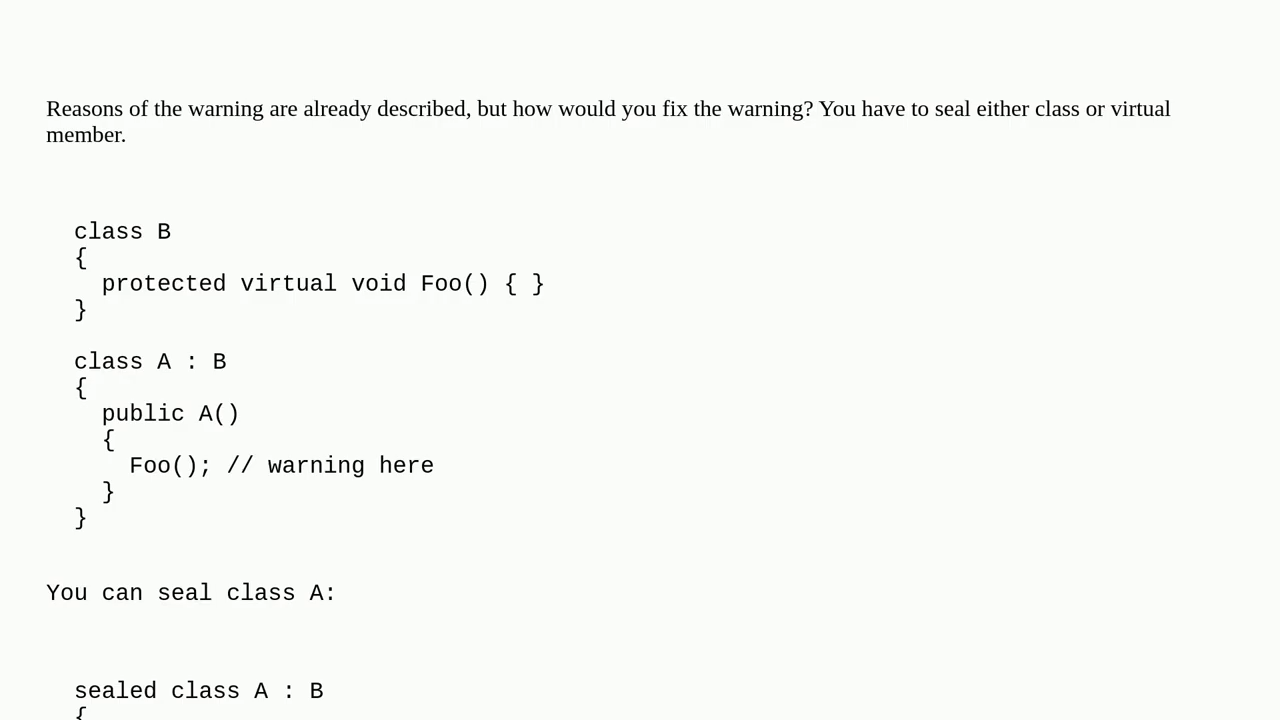 Reasons of the warning are already described, but how would you fix the warning? You have to seal either class or virtual
member.
class B
{
protected virtual void Foo() { }
}
class A : B
{
public A()
{
Foo(); // warning here
}
}
You can seal class A:
sealed class A : B
{